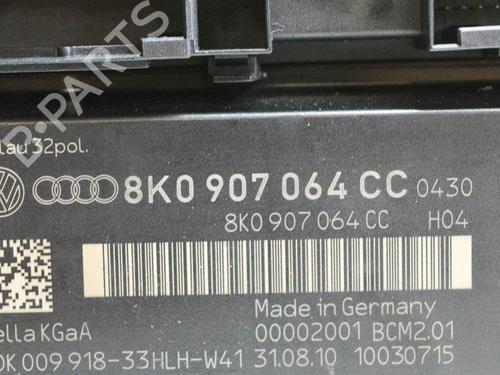 B-PARTS
lau 32pol.
8K0 907 064 CC 0430
8K0 907 064 CC H04
Made in Germany
ella KGaA
00002001 BCM2.01
0K 009 918-33HLH-W41 31.08.10 10030715